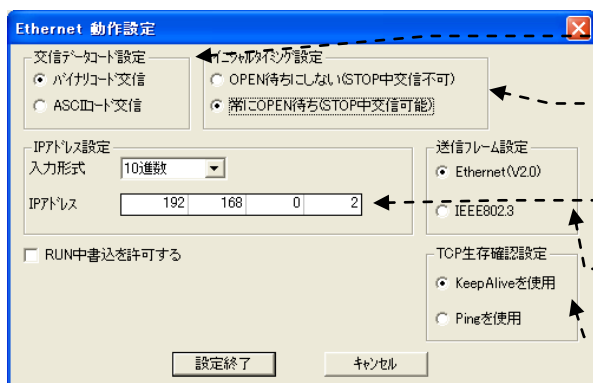 Ethernet 動作設定
交信ﾃﾞｰﾀｺｰﾄﾞ設定
ﾊﾞｲﾅﾘｺｰﾄﾞ交信
ASCIIｺｰﾄﾞ交信
ｲﾆｼｬﾙﾀｲﾐﾝｸﾞ設定
OPEN待ちにしない(STOP中交信不可)
常にOPEN待ち(STOP中交信可能)
IPｱﾄﾞﾚｽ設定
入力形式 10進数
IPｱﾄﾞﾚｽ 192 168 0 2
送信ﾌﾚｰﾑ設定
Ethernet(V2.0)
IEEE802.3
RUN中書込を許可する
TCP生存確認設定
KeepAliveを使用
Pingを使用
設定終了 ｷｬﾝｾﾙ